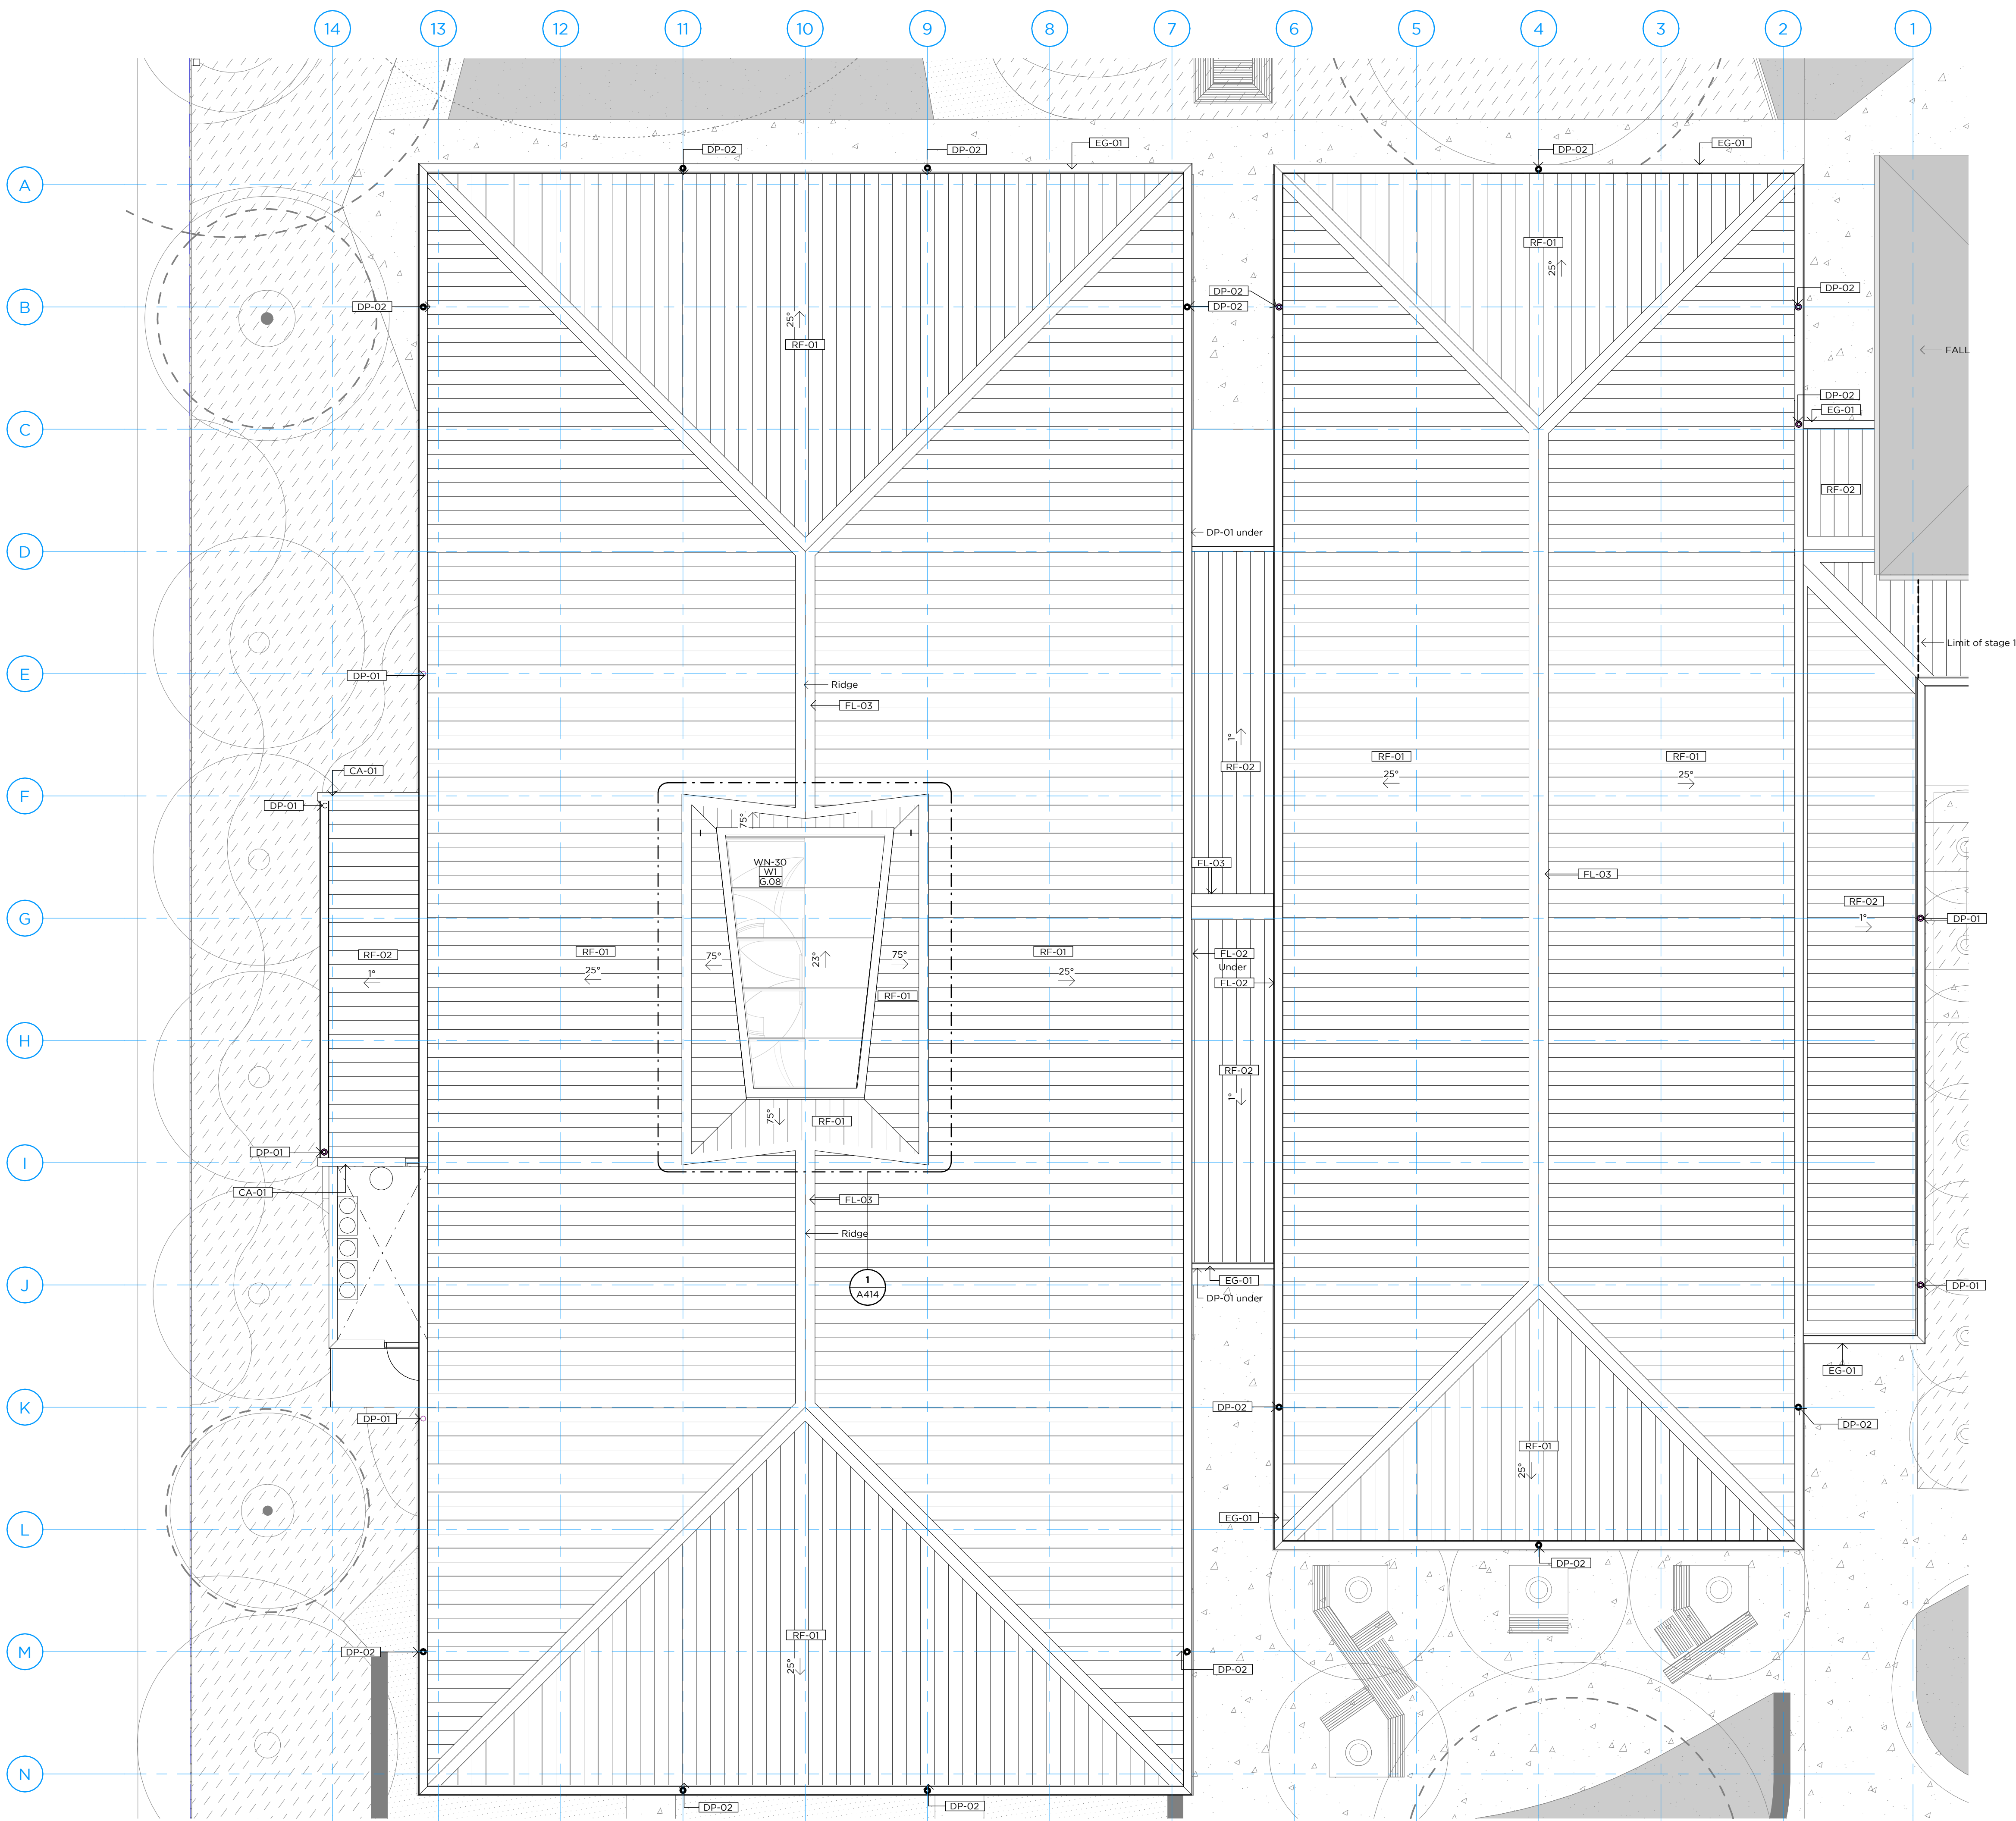 14 13 12 11 10 9 8 7 6 5 4 3 2 1
DP-02 DP-02 EG-01 DP-02 EG-01
A
RF-01
25°
DP-02 DP-02
B
DP-02 DP-02
25°
RF-01
FALL
DP-02
EG-01
C
RF-02
DP-01 under
D
Limit of stage 1
E
DP-01
Ridge
FL-03
1°
RF-01 RF-01
RF-02
CA-01
25° 25°
F
DP-01
75°
WN-30
W1
G.08
FL-03
FL-03
RF-02
G
1°
DP-01
RF-02
RF-01
RF-01
FL-02
75° 23° 75°
Under
1°
25°
25°
FL-02
RF-01
H
RF-02
1°
75°
RF-01
DP-01
I
CA-01
FL-03
Ridge
J
1
A414
EG-01
DP-01
DP-01 under
EG-01
K
DP-01
DP-02
DP-02
RF-01
25°
L
EG-01
DP-02
RF-01
M
DP-02
25°
DP-02
N
DP-02 DP-02